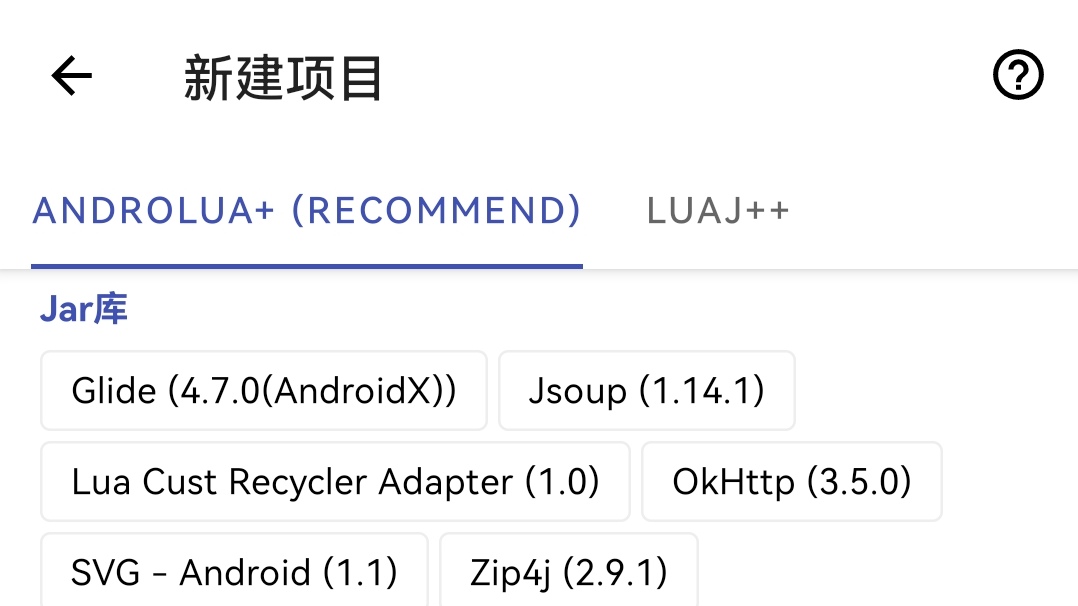 新建项目
ANDROLUA+ (RECOMMEND) LUAJ++
Jar库
Glide (4.7.0(AndroidX)) Jsoup (1.14.1)
Lua Cust Recycler Adapter (1.0) OkHttp (3.5.0)
SVG - Android (1.1) Zip4j (2.9.1)